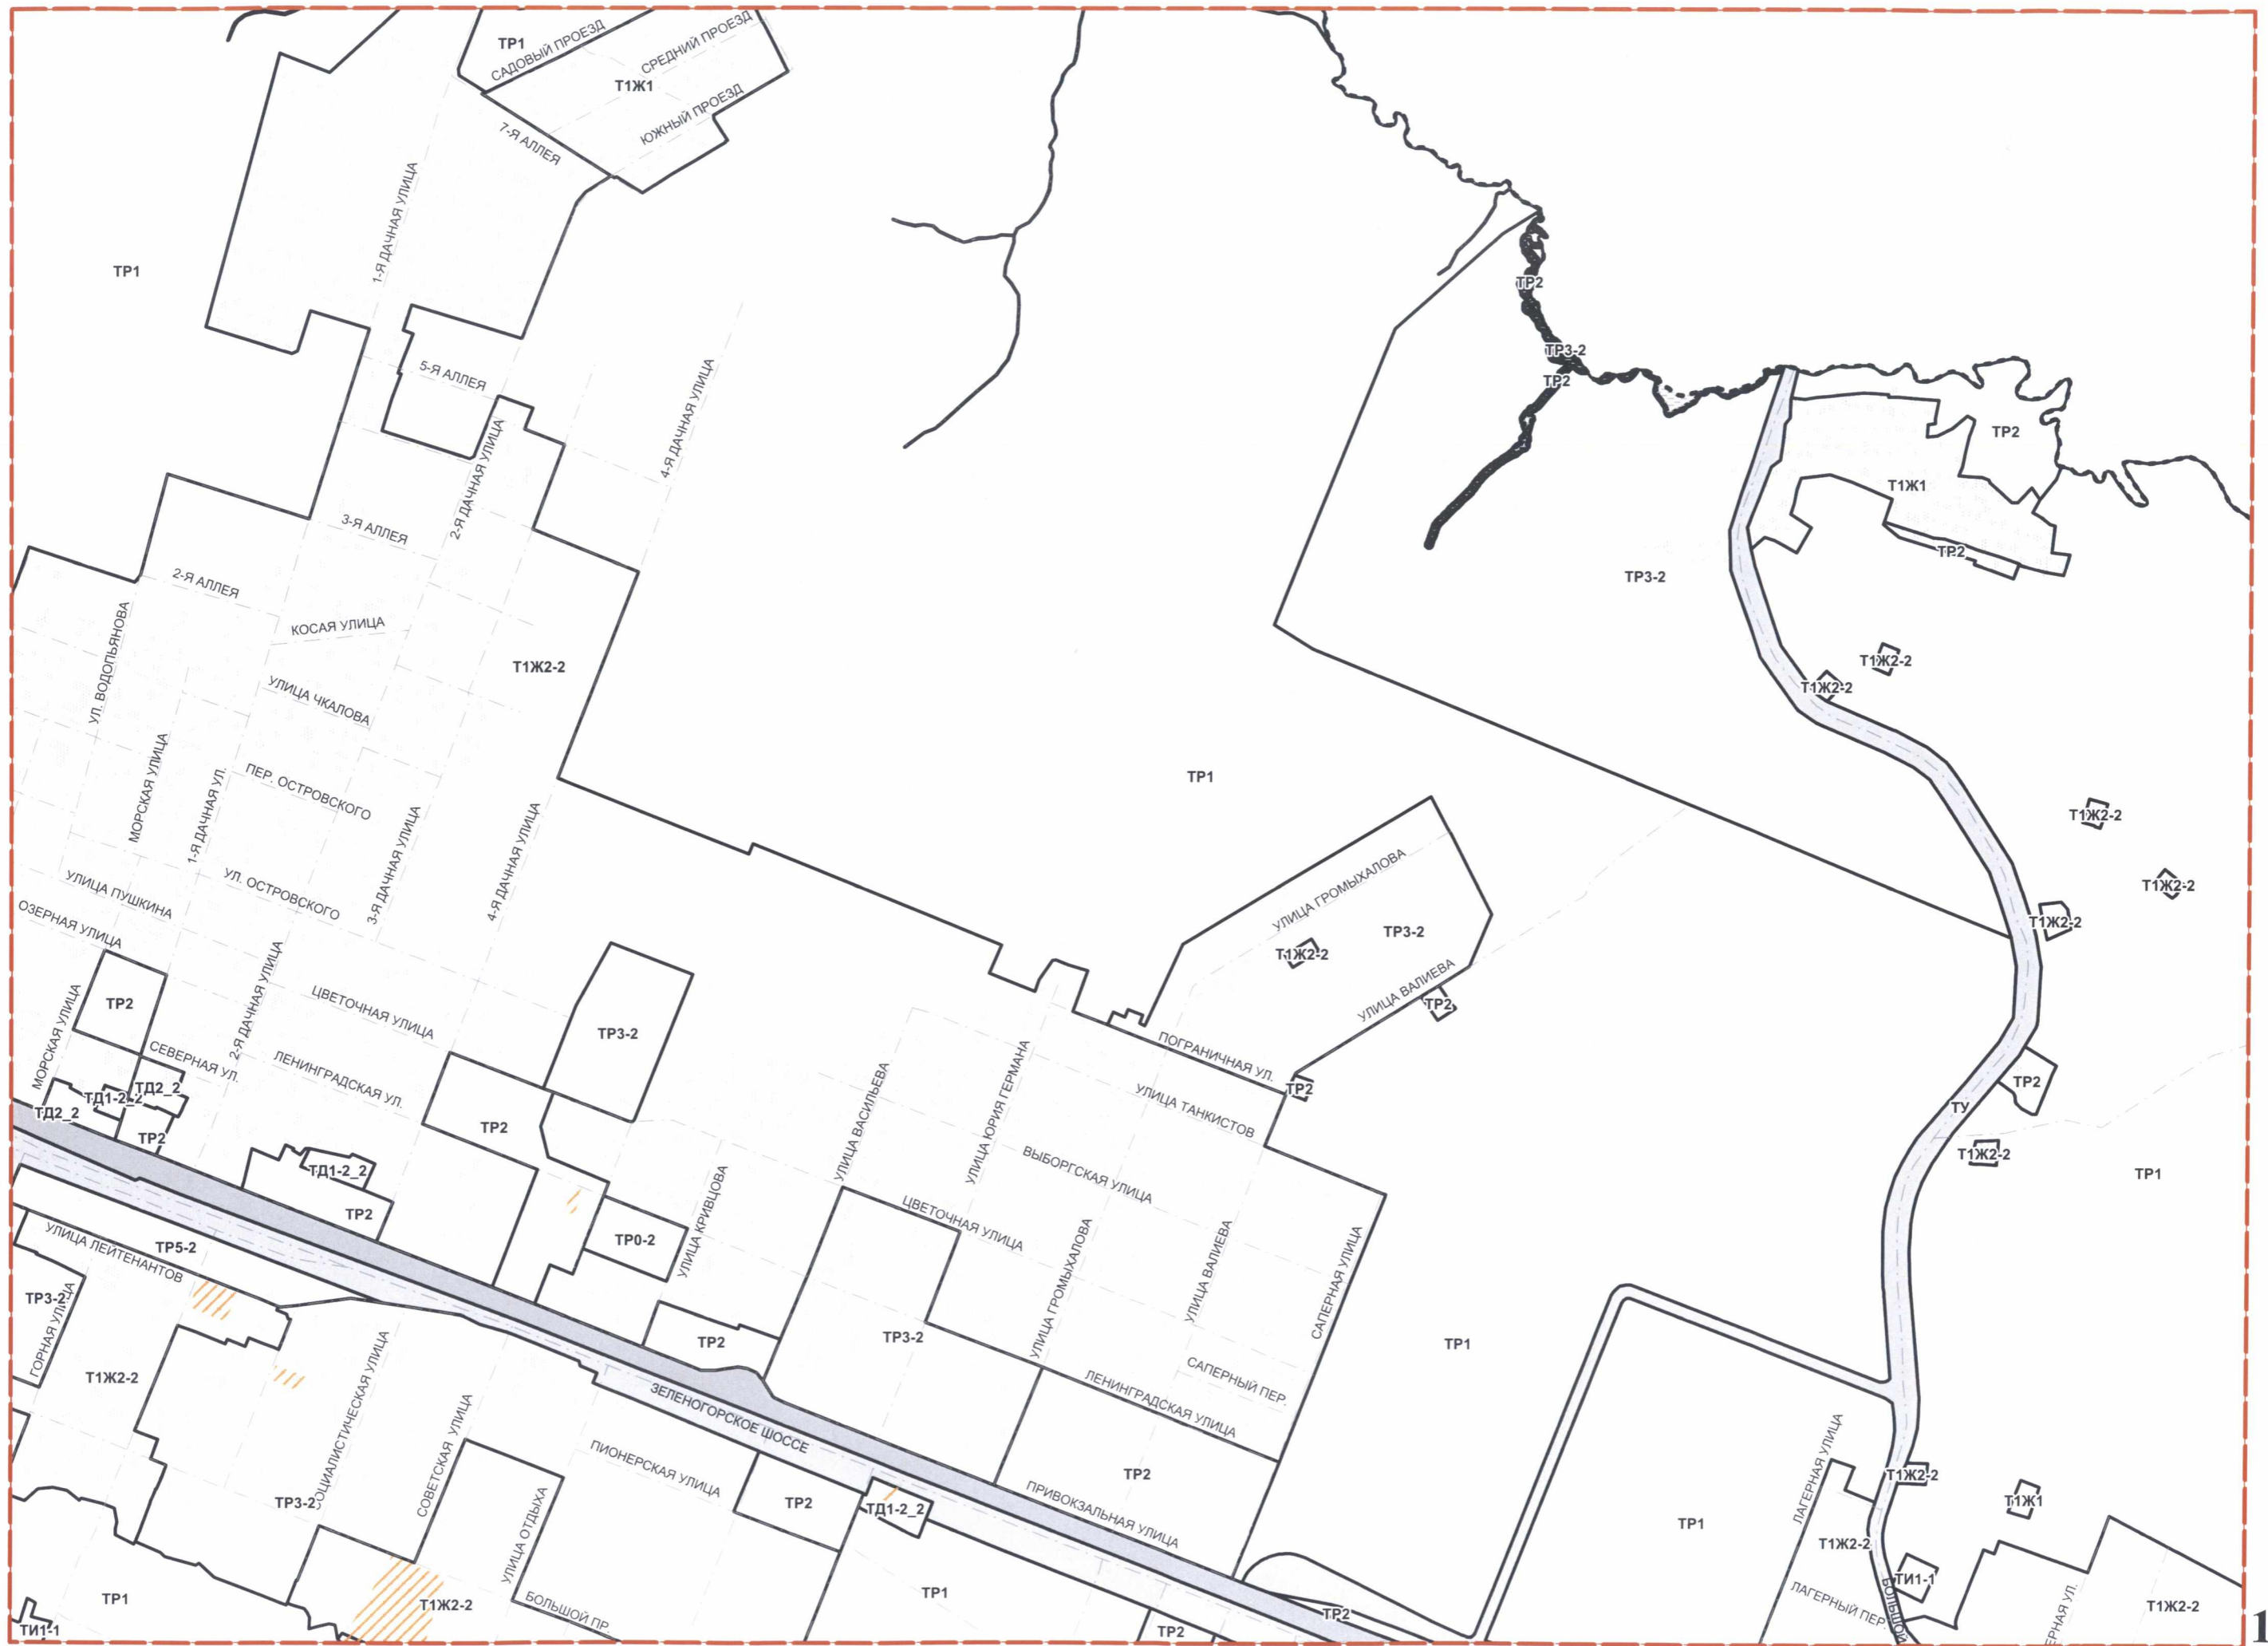 ТР1
САДОВЫЙ ПРОЕЗД
СРЕДНИЙ ПРОЕЗД
Т1Ж1
ЮЖНЫЙ ПРОЕЗД
7-Я АЛЛЕЯ
1-Я ДАЧНАЯ УЛИЦА
ТР1
ТР2
ТР3-2
ТР2
5-Я АЛЛЕЯ
4-Я ДАЧНАЯ УЛИЦА
2-Я ДАЧНАЯ УЛИЦА
ТР2
Т1Ж1
ТР2
3-Я АЛЛЕЯ
2-Я АЛЛЕЯ
ТР3-2
УЛ. ВОДОПЬЯНОВА
КОСАЯ УЛИЦА
Т1Ж2-2
Т1Ж2-2
Т1Ж2-2
УЛИЦА ЧКАЛОВА
МОРСКАЯ УЛИЦА
1-Я ДАЧНАЯ УЛ.
ПЕР. ОСТРОВСКОГО
ТР1
Т1Ж2-2
3-Я ДАЧНАЯ УЛИЦА
4-Я ДАЧНАЯ УЛИЦА
УЛИЦА ПУШКИНА
УЛ. ОСТРОВСКОГО
УЛИЦА ГРОМЫХАЛОВА
Т1Ж2-2
ОЗЕРНАЯ УЛИЦА
ТР3-2
Т1Ж2-2
Т1Ж2-2
МОРСКАЯ УЛИЦА
ТР2
2-Я ДАЧНАЯ УЛИЦА
ЦВЕТОЧНАЯ УЛИЦА
ТР3-2
УЛИЦА ВАЛИЕВА
ТР2
СЕВЕРНАЯ УЛ.
ЛЕНИНГРАДСКАЯ УЛ.
ПОГРАНИЧНАЯ УЛ.
ТД2_2
ТД1-2_2
ТД2_2
ТР2
ТР2
УЛИЦА ВАСИЛЬЕВА
УЛИЦА ЮРИЯ ГЕРМАНА
УЛИЦА ТАНКИСТОВ
ТР2
ТР2
ТУ
Т1Ж2-2
ТД1-2_2
ТР2
ВЫБОРГСКАЯ УЛИЦА
ТР1
УЛИЦА КРИВЦОВА
ЦВЕТОЧНАЯ УЛИЦА
ТР0-2
ТР5-2
УЛИЦА ЛЕЙТЕНАНТОВ
УЛИЦА ГРОМЫХАЛОВА
УЛИЦА ВАЛИЕВА
САПЕРНАЯ УЛИЦА
ТР3-2
ГОРНАЯ УЛИЦА
ТР2
ТР3-2
ТР1
Т1Ж2-2
САПЕРНЫЙ ПЕР.
СОЦИАЛИСТИЧЕСКАЯ УЛИЦА
ЗЕЛЕНОГОРСКОЕ ШОССЕ
ЛЕНИНГРАДСКАЯ УЛИЦА
СОВЕТСКАЯ УЛИЦА
ПИОНЕРСКАЯ УЛИЦА
ТР2
ЛАГЕРНАЯ УЛИЦА
Т1Ж2-2
ТР3-2
УЛИЦА ОТДЫХА
ТР2
ТД1-2_2
ПРИВОКЗАЛЬНАЯ УЛИЦА
ТР1
Т1Ж1
Т1Ж2-2
ТИ1-1
ТР1
Т1Ж2-2
БОЛЬШОЙ ПР.
ТР1
ТР2
ТР2
ЛАГЕРНЫЙ ПЕР.
БОЛЬШОЙ
ЕРНАЯ УЛ.
Т1Ж2-2
ТИ1-1
1